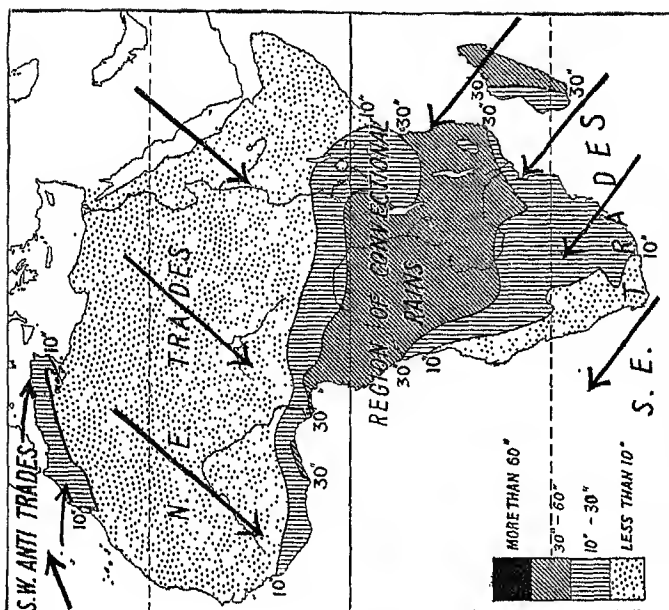 S.W. ANTI TRADES
10"
10"
N. E. TRADES
10"
30"
30"
10"
30"
REGION OF CONVECTIONAL
RAINS
30"
30"
30"
30"
10"
10"
S. E. TRADES
MORE THAN 60"
30" - 60"
10" - 30"
LESS THAN 10"